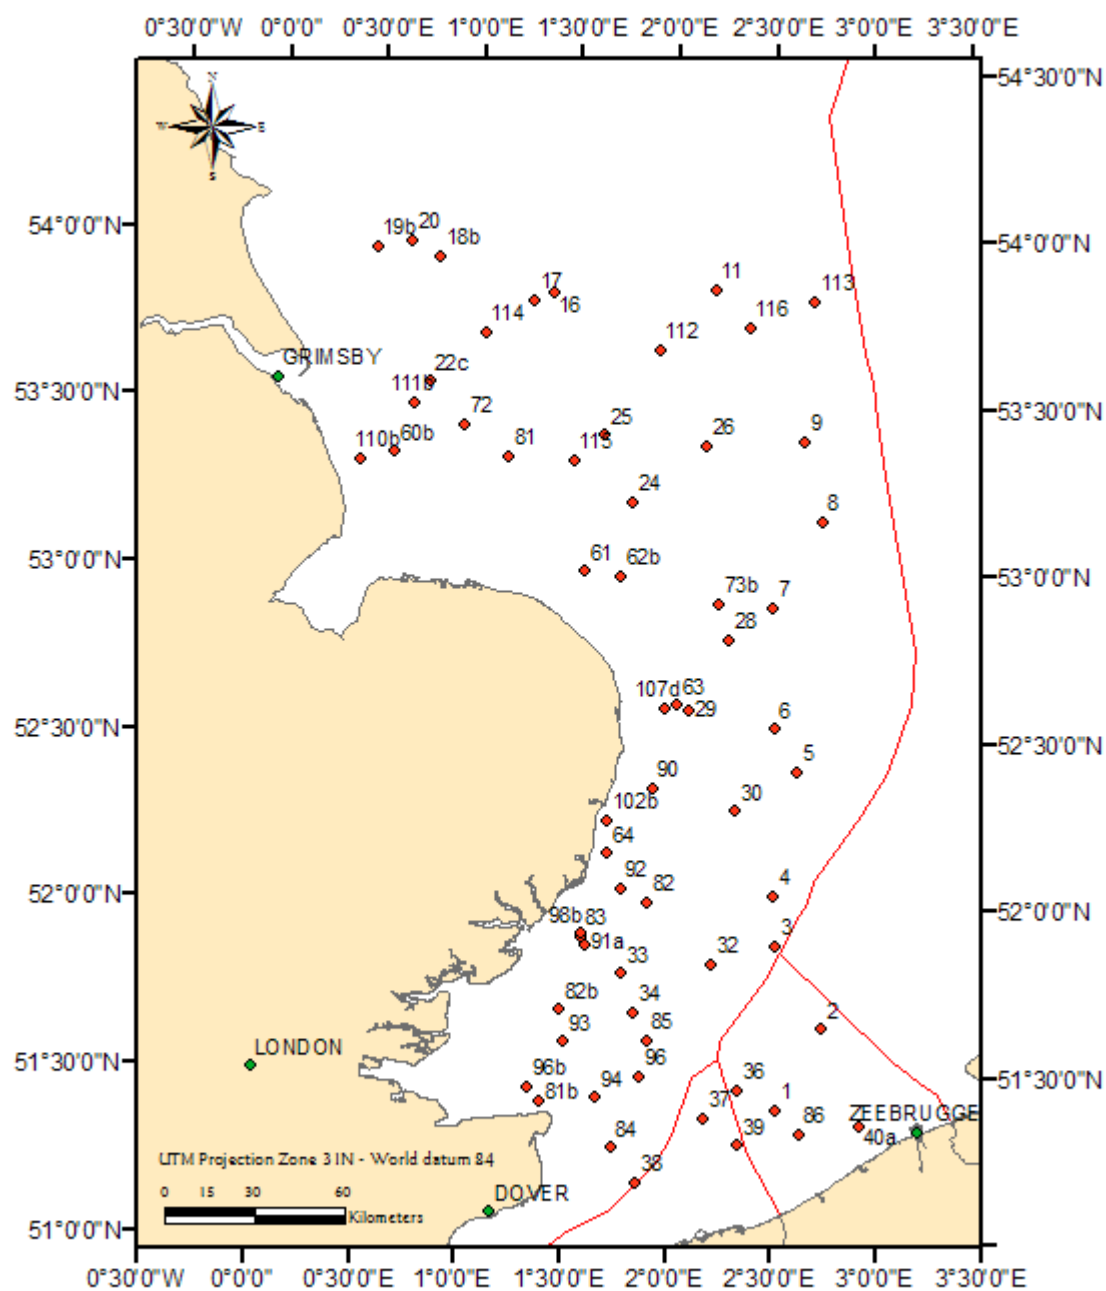 0°30'0"W 0°0'0" 0°30'0"E 1°0'0"E 1°30'0"E 2°0'0"E 2°30'0"E 3°0'0"E 3°30'0"E
54°30'0"N
N
W E
S
54°0'0"N
54°0'0"N
19b 20
18b
11
113
17
16
116
114
112
GRIMSBY
22c
111b
53°30'0"N
53°30'0"N
72
25
26
9
110b 60b
81
115
24
8
53°0'0"N
53°0'0"N
61 62b
73b 7
28
107d 63
29
6
52°30'0"N
52°30'0"N
5
90
30
102b
64
92 82
4
52°0'0"N
52°0'0"N
98b 83
91a
3
32
33
82b
34
2
93
85
LONDON
51°30'0"N
51°30'0"N
96b
81b
94
96
36
37
1
ZEEBRUGGE
86
40a
84
39
38
UTM Projection Zone 31N - World datum 84
0 15 30 60
Kilometers
DOVER
51°0'0"N
0°30'0"W 0°0'0" 0°30'0"E 1°0'0"E 1°30'0"E 2°0'0"E 2°30'0"E 3°0'0"E 3°30'0"E